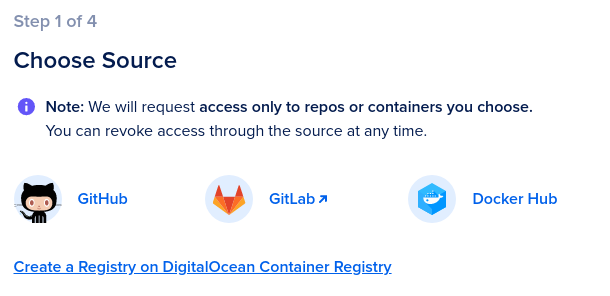 Step 1 of 4
Choose Source
Note: We will request access only to repos or containers you choose.
You can revoke access through the source at any time.
GitHub GitLab Docker Hub
Create a Registry on DigitalOcean Container Registry